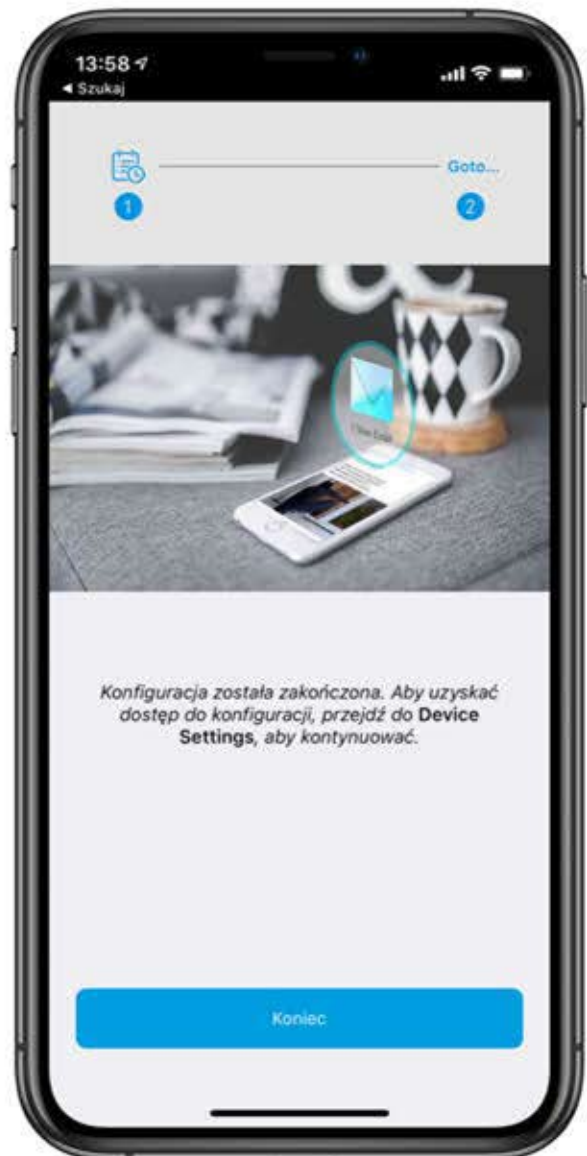 13:58
◀ Szukaj
Goto...
1
2
Konfiguracja została zakończona. Aby uzyskać
dostęp do konfiguracji, przejdź do Device
Settings, aby kontynuować.
Koniec